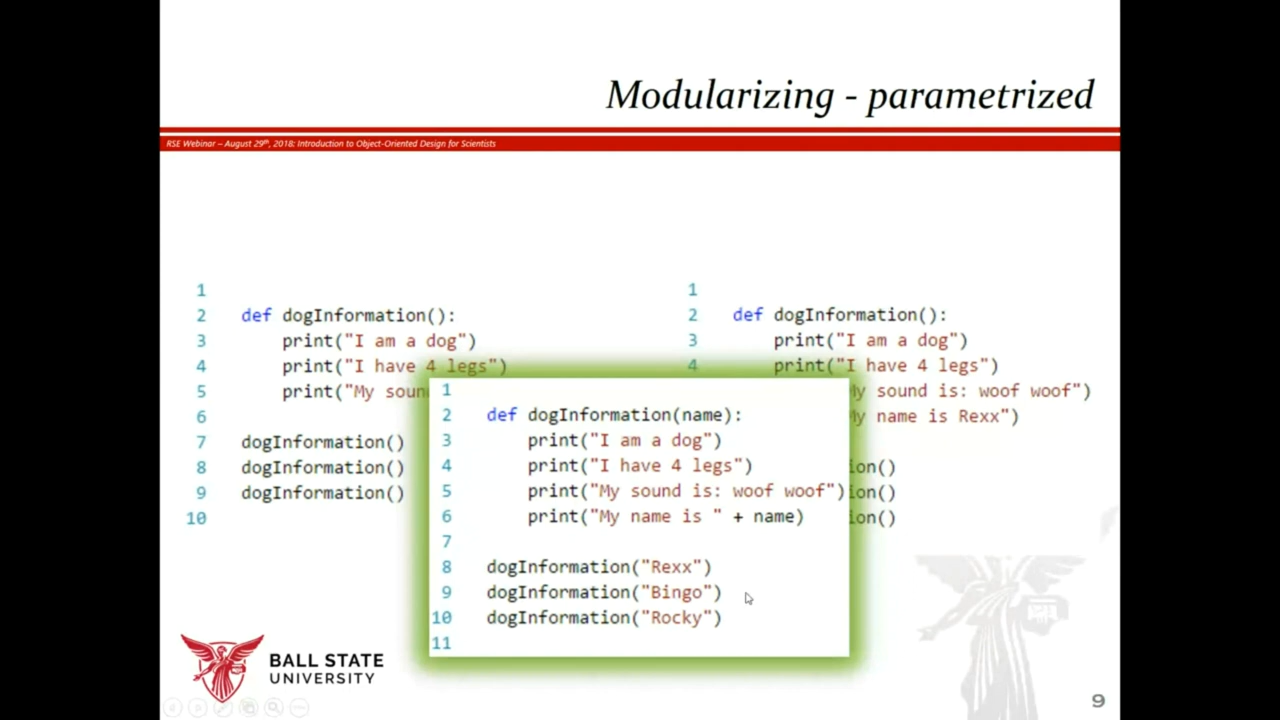 Modularizing - parametrized
RSE Webinar – August 29th, 2018: Introduction to Object-Oriented Design for Scientists
1
2 def dogInformation():
3 print("I am a dog")
4 print("I have 4 legs")
5 print("My soun
6
7 dogInformation()
8 dogInformation()
9 dogInformation()
10
1
2 def dogInformation():
3 print("I am a dog")
4 print("I have 4 legs")
My sound is: woof woof")
My name is Rexx")
ion()
ion()
ion()
1
2 def dogInformation(name):
3 print("I am a dog")
4 print("I have 4 legs")
5 print("My sound is: woof woof")
6 print("My name is " + name)
7
8 dogInformation("Rexx")
9 dogInformation("Bingo")
10 dogInformation("Rocky")
11
BALL STATE
UNIVERSITY
9